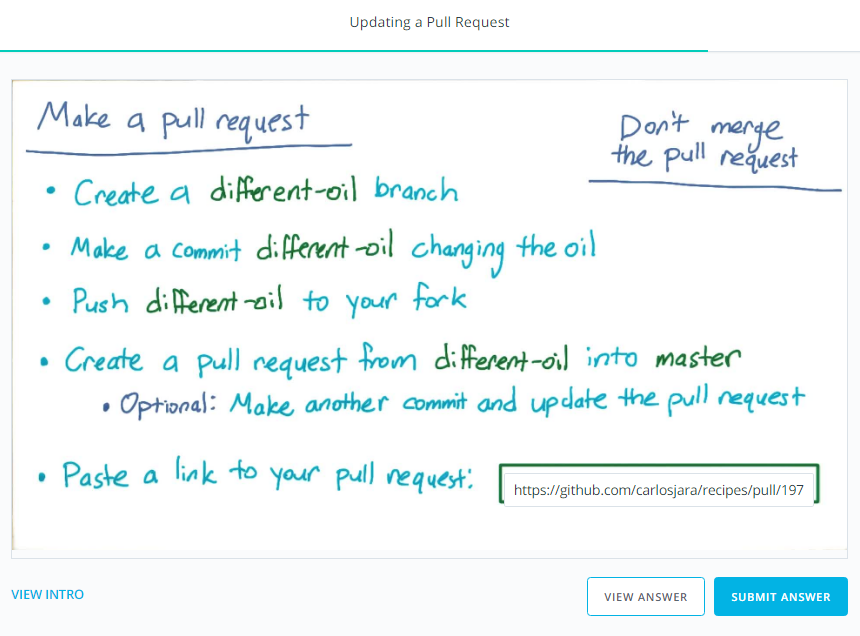 Updating a Pull Request
Make a pull request
Don't merge
the pull request
• Create a different-oil branch
• Make a commit different-oil changing the oil
• Push different-oil to your fork
• Create a pull request from different-oil into master
• Optional: Make another commit and update the pull request
• Paste a link to your pull request: https://github.com/carlosjara/recipes/pull/197
VIEW INTRO
VIEW ANSWER
SUBMIT ANSWER